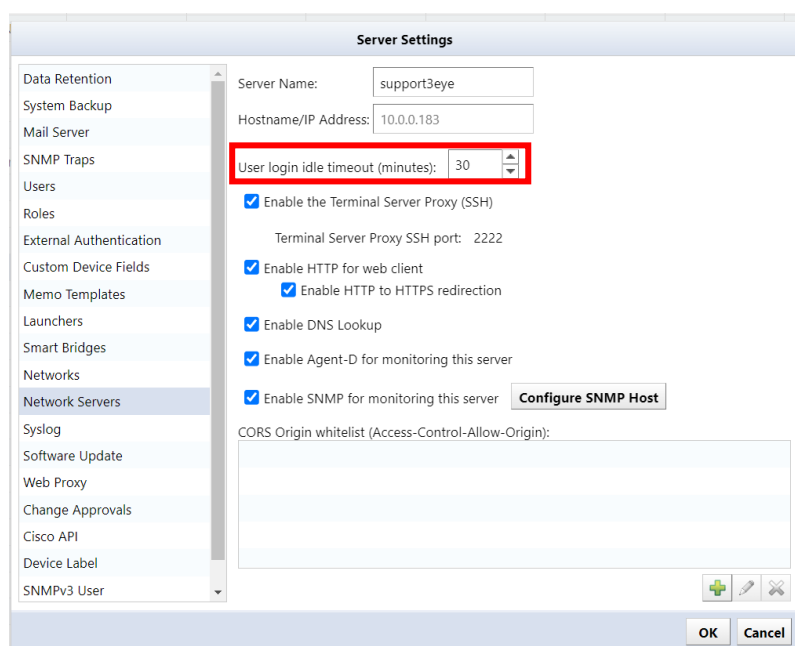 Server Settings
Data Retention
System Backup
Mail Server
SNMP Traps
Users
Roles
External Authentication
Custom Device Fields
Memo Templates
Launchers
Smart Bridges
Networks
Network Servers
Syslog
Software Update
Web Proxy
Change Approvals
Cisco API
Device Label
SNMPv3 User
Server Name: support3eye
Hostname/IP Address: 10.0.0.183
User login idle timeout (minutes): 30
Enable the Terminal Server Proxy (SSH)
Terminal Server Proxy SSH port: 2222
Enable HTTP for web client
Enable HTTP to HTTPS redirection
Enable DNS Lookup
Enable Agent-D for monitoring this server
Enable SNMP for monitoring this server Configure SNMP Host
CORS Origin whitelist (Access-Control-Allow-Origin):
OK Cancel